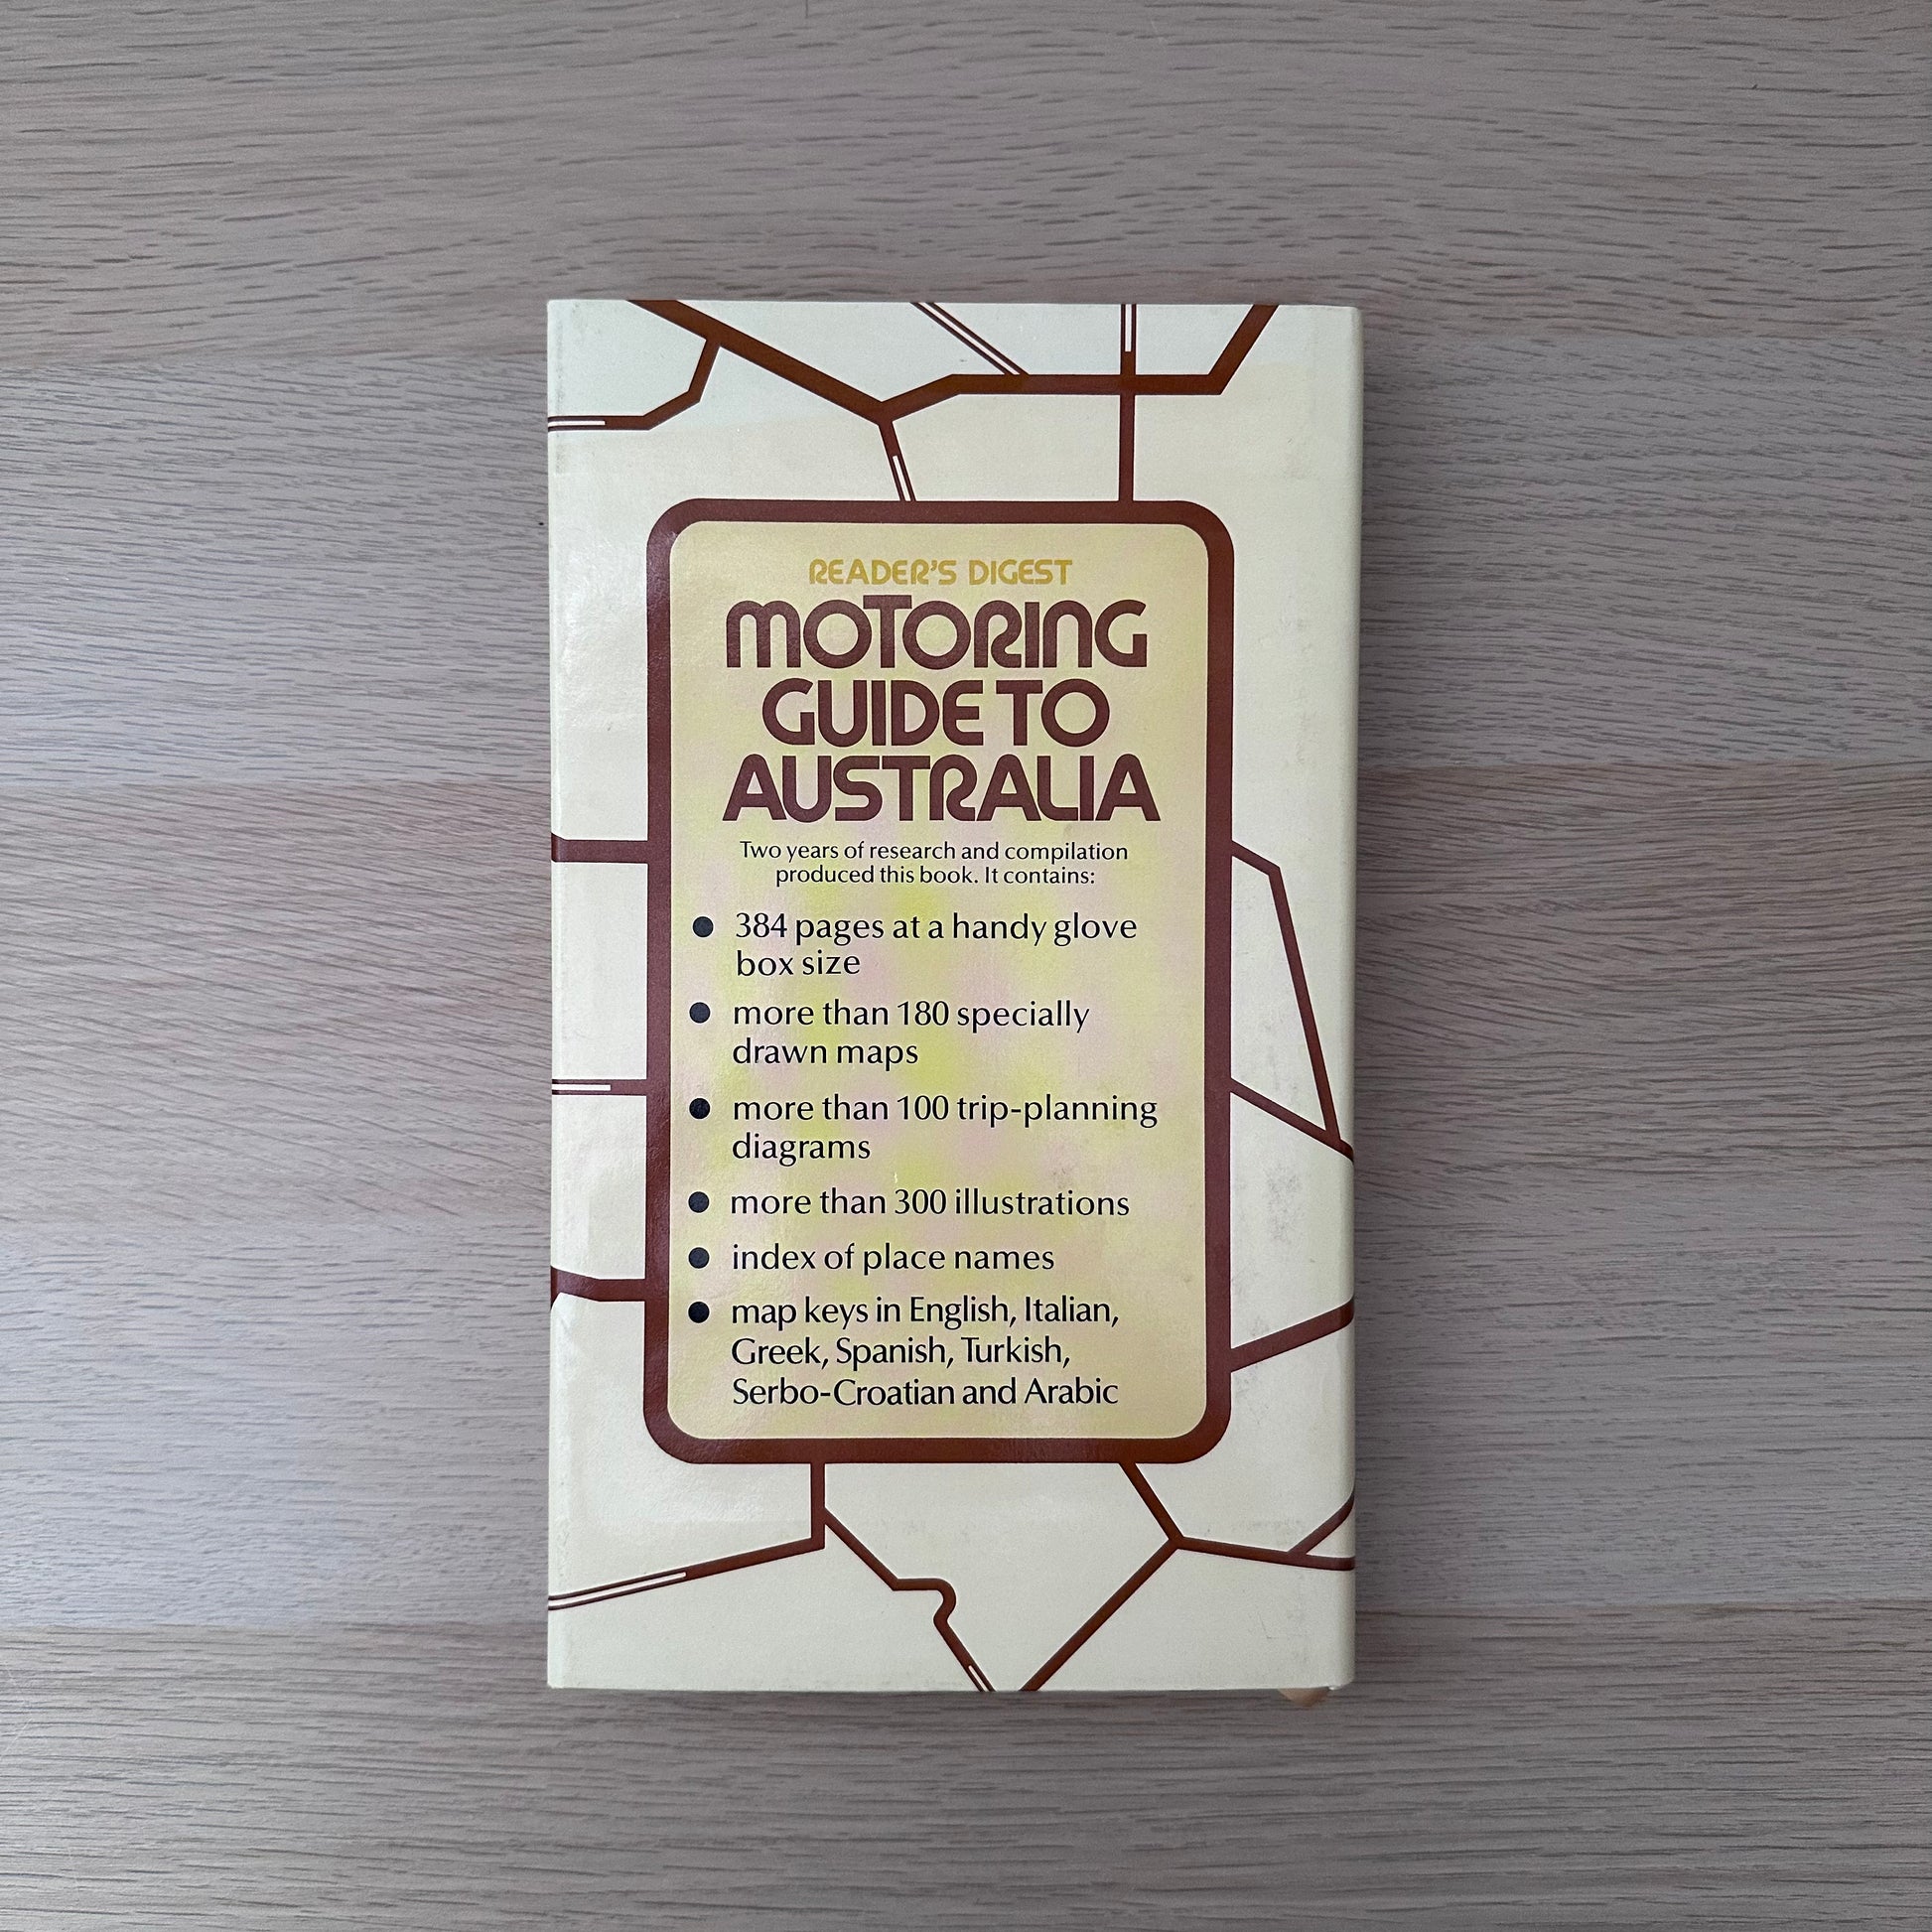 READER'S DIGEST
MOTORING
GUIDE TO
AUSTRALIA
Two years of research and compilation
produced this book. It contains:
● 384 pages at a handy glove
box size
● more than 180 specially
drawn maps
● more than 100 trip-planning
diagrams
● more than 300 illustrations
● index of place names
● map keys in English, Italian,
Greek, Spanish, Turkish,
Serbo-Croatian and Arabic